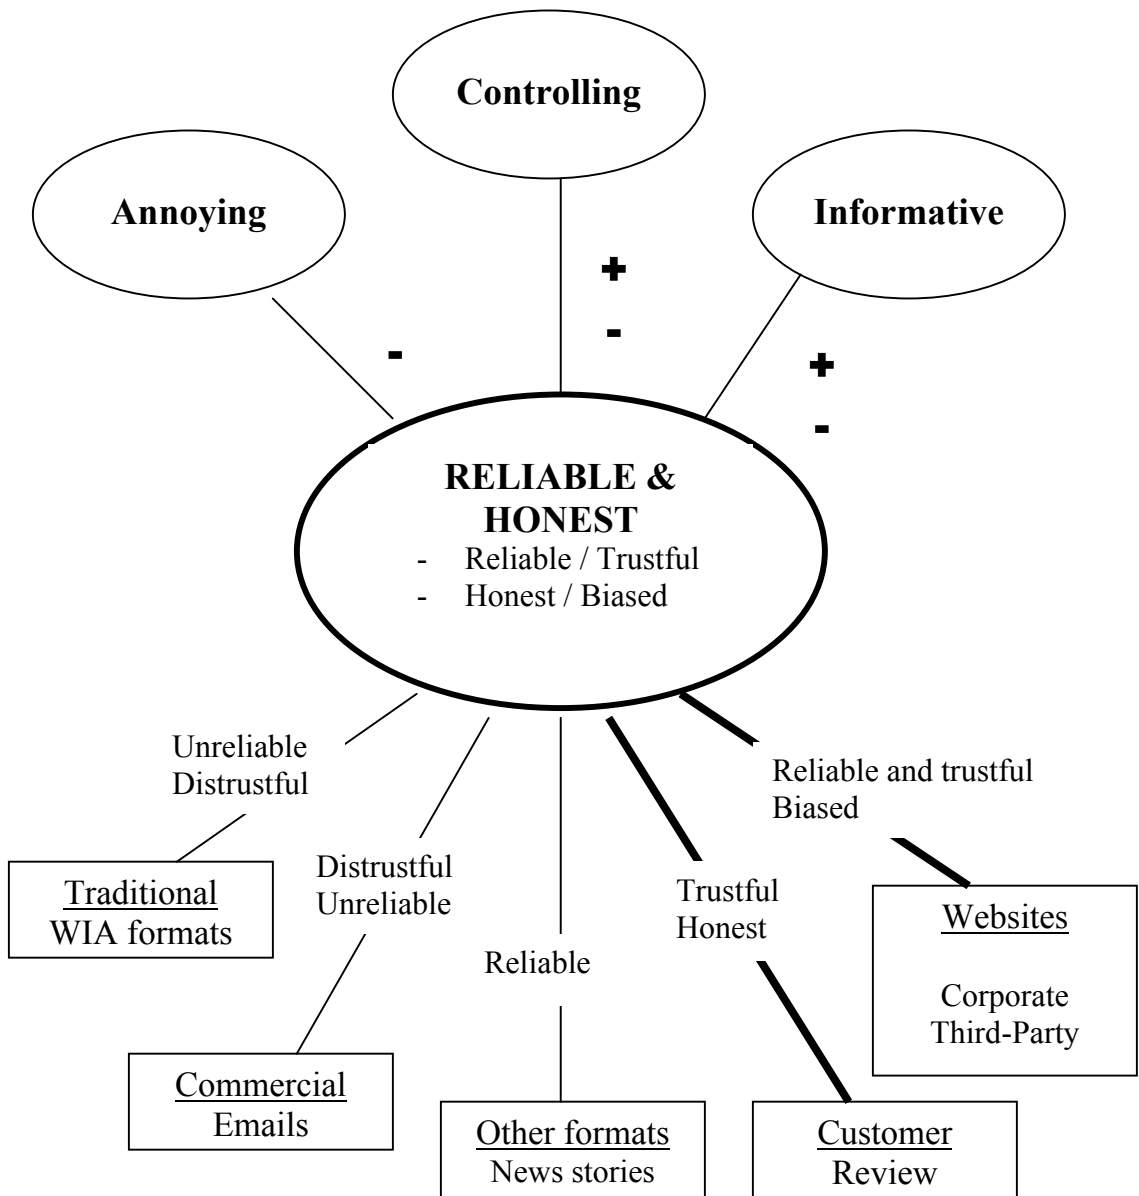 Controlling
Annoying
Informative
+
-
-
+
-
RELIABLE &
HONEST
- Reliable / Trustful
- Honest / Biased
Unreliable
Distrustful
Reliable and trustful
Biased
Distrustful
Unreliable
Trustful
Honest
Reliable
Traditional
WIA formats
Websites
Corporate
Third-Party
Commercial
Emails
Other formats
News stories
Customer
Review